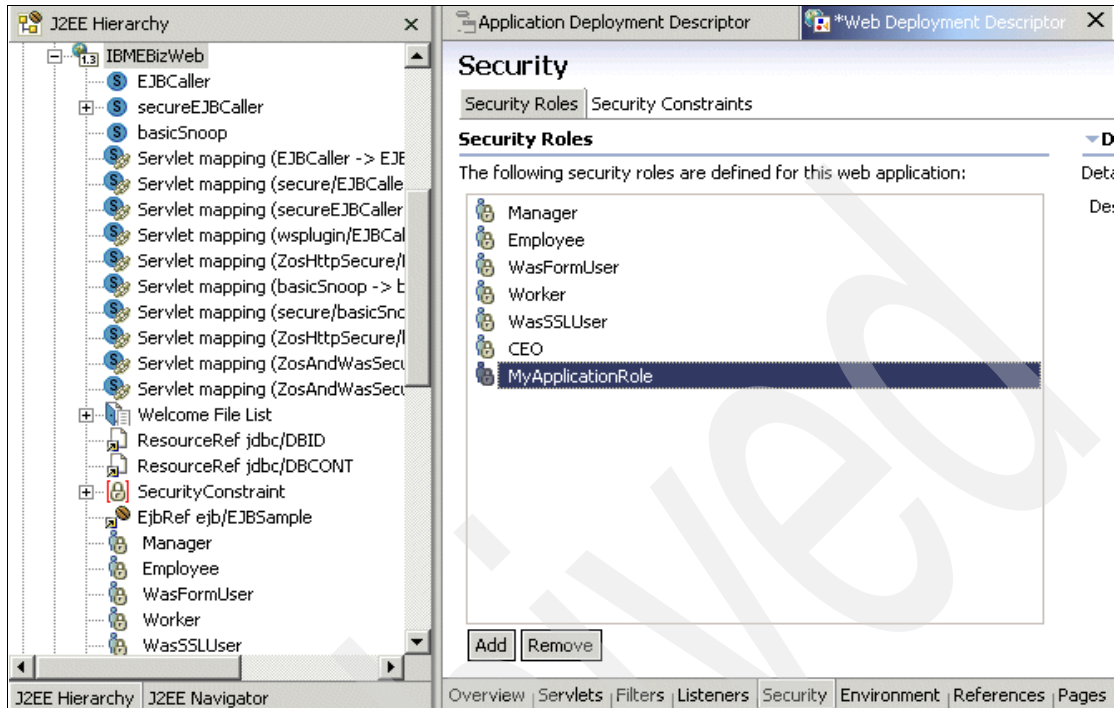 J2EE Hierarchy
1.3 IBMEBizWeb
EJBCaller
secureEJBCaller
basicSnoop
Servlet mapping (EJBCaller -> EJE
Servlet mapping (secure/EJBCalle
Servlet mapping (secureEJBCaller
Servlet mapping (wsplugin/EJBCal
Servlet mapping (ZosHttpSecure/
Servlet mapping (basicSnoop -> b
Servlet mapping (secure/basicSno
Servlet mapping (ZosHttpSecure/
Servlet mapping (ZosAndWasSecu
Servlet mapping (ZosAndWasSecu
Welcome File List
ResourceRef jdbc/DBID
ResourceRef jdbc/DBCONT
SecurityConstraint
EjbRef ejb/EJBSample
Manager
Employee
WasFormUser
Worker
WasSSLUser
J2EE Hierarchy J2EE Navigator
Application Deployment Descriptor
*Web Deployment Descriptor
Security
Security Roles Security Constraints
Security Roles
The following security roles are defined for this web application:
Manager
Employee
WasFormUser
Worker
WasSSLUser
CEO
MyApplicationRole
Add Remove
D
Deta
Des
Overview Servlets Filters Listeners Security Environment References Pages